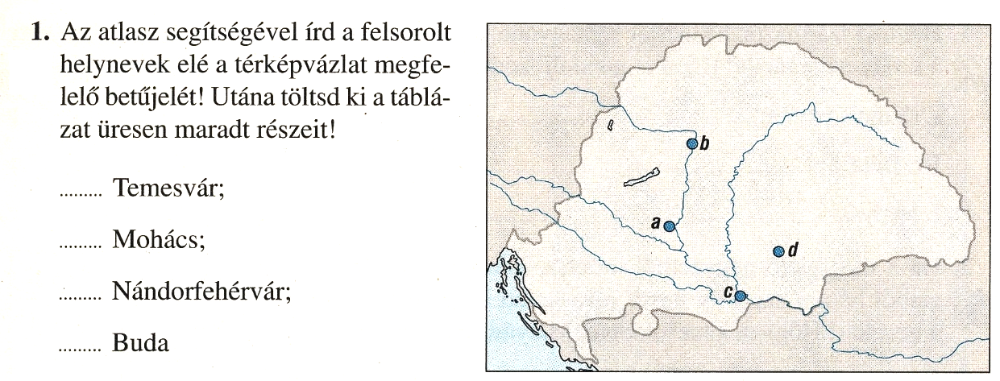 1. Az atlasz segítségével írd a felsorolt
helynevek elé a térképvázlat megfe-
lelő betűjelét! Utána töltsd ki a táblá-
zat üresen maradt részeit!
......... Temesvár;
......... Mohács;
......... Nándorfehérvár;
......... Buda
b
a
d
c